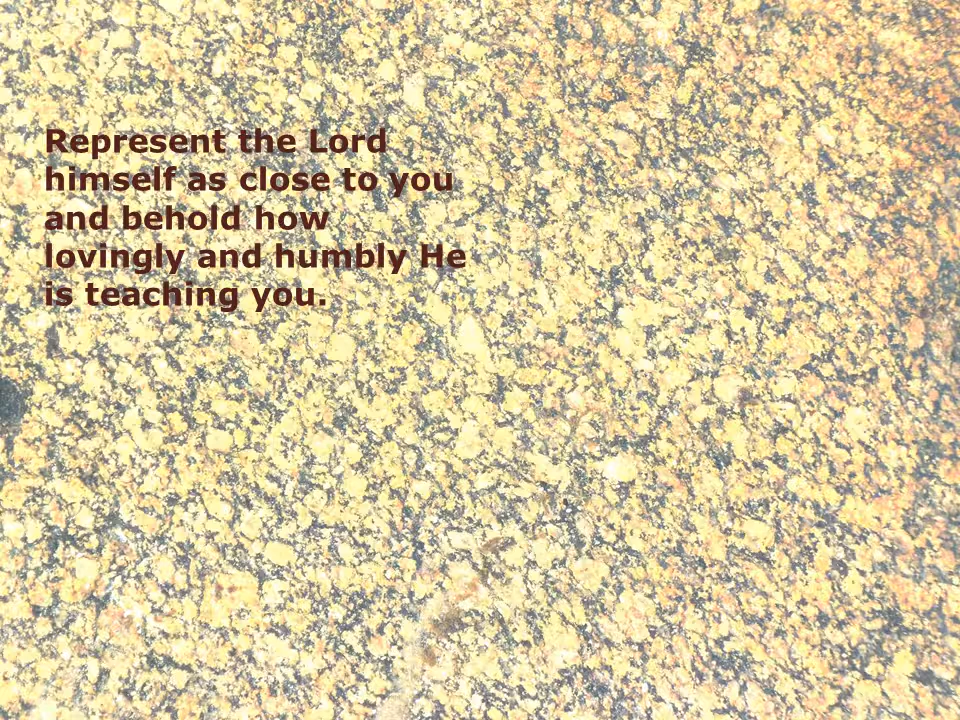 Represent the Lord
himself as close to you
and behold how
lovingly and humbly He
is teaching you.